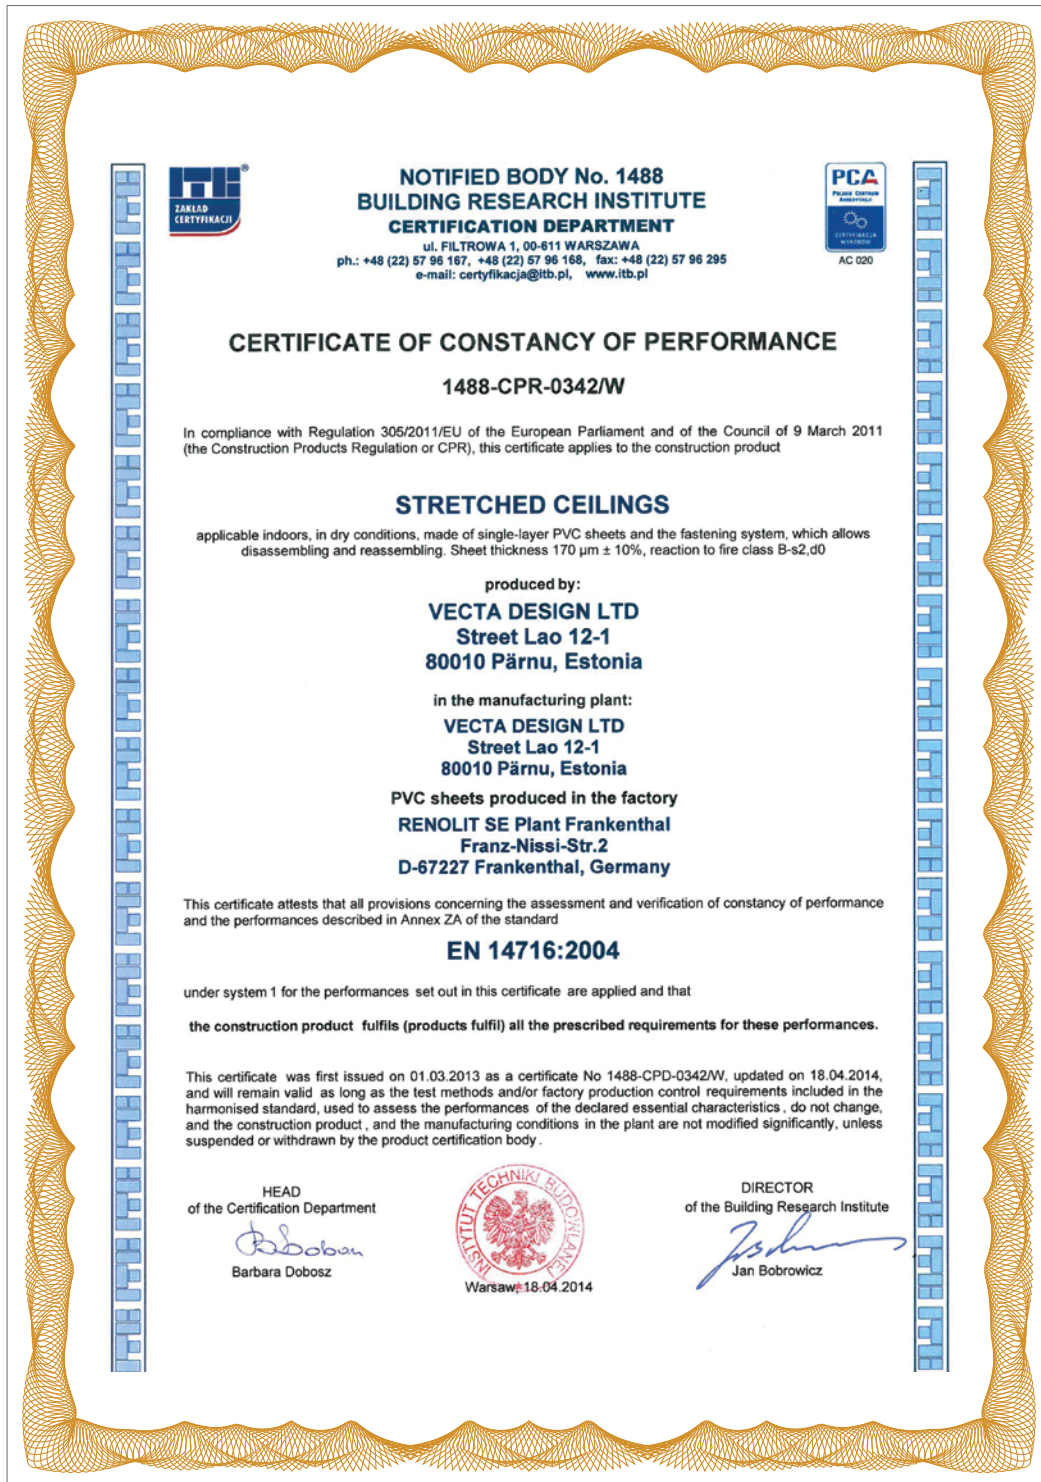 ITB®
ZAKŁAD
CERTYFIKACJI
NOTIFIED BODY No. 1488
BUILDING RESEARCH INSTITUTE
CERTIFICATION DEPARTMENT
ul. FILTROWA 1, 00-611 WARSZAWA
ph.: +48 (22) 57 96 167, +48 (22) 57 96 168, fax: +48 (22) 57 96 295
e-mail: certyfikacja@itb.pl, www.itb.pl
PCA
POLSKIE CENTRUM
AKREDYTACJI
CERTYFIKACJA
WYROBÓW
AC 020
CERTIFICATE OF CONSTANCY OF PERFORMANCE
1488-CPR-0342/W
In compliance with Regulation 305/2011/EU of the European Parliament and of the Council of 9 March 2011
(the Construction Products Regulation or CPR), this certificate applies to the construction product
STRETCHED CEILINGS
applicable indoors, in dry conditions, made of single-layer PVC sheets and the fastening system, which allows
disassembling and reassembling. Sheet thickness 170 µm ± 10%, reaction to fire class B-s2,d0
produced by:
VECTA DESIGN LTD
Street Lao 12-1
80010 Pärnu, Estonia
in the manufacturing plant:
VECTA DESIGN LTD
Street Lao 12-1
80010 Pärnu, Estonia
PVC sheets produced in the factory
RENOLIT SE Plant Frankenthal
Franz-Nissi-Str.2
D-67227 Frankenthal, Germany
This certificate attests that all provisions concerning the assessment and verification of constancy of performance
and the performances described in Annex ZA of the standard
EN 14716:2004
under system 1 for the performances set out in this certificate are applied and that
the construction product fulfils (products fulfil) all the prescribed requirements for these performances.
This certificate was first issued on 01.03.2013 as a certificate No 1488-CPD-0342/W, updated on 18.04.2014,
and will remain valid as long as the test methods and/or factory production control requirements included in the
harmonised standard, used to assess the performances of the declared essential characteristics, do not change,
and the construction product, and the manufacturing conditions in the plant are not modified significantly, unless
suspended or withdrawn by the product certification body.
HEAD
of the Certification Department
Barbara Dobosz
INSTYTUT TECHNIKI BUDOWLANEJ
Warsaw, 18.04.2014
DIRECTOR
of the Building Research Institute
Jan Bobrowicz